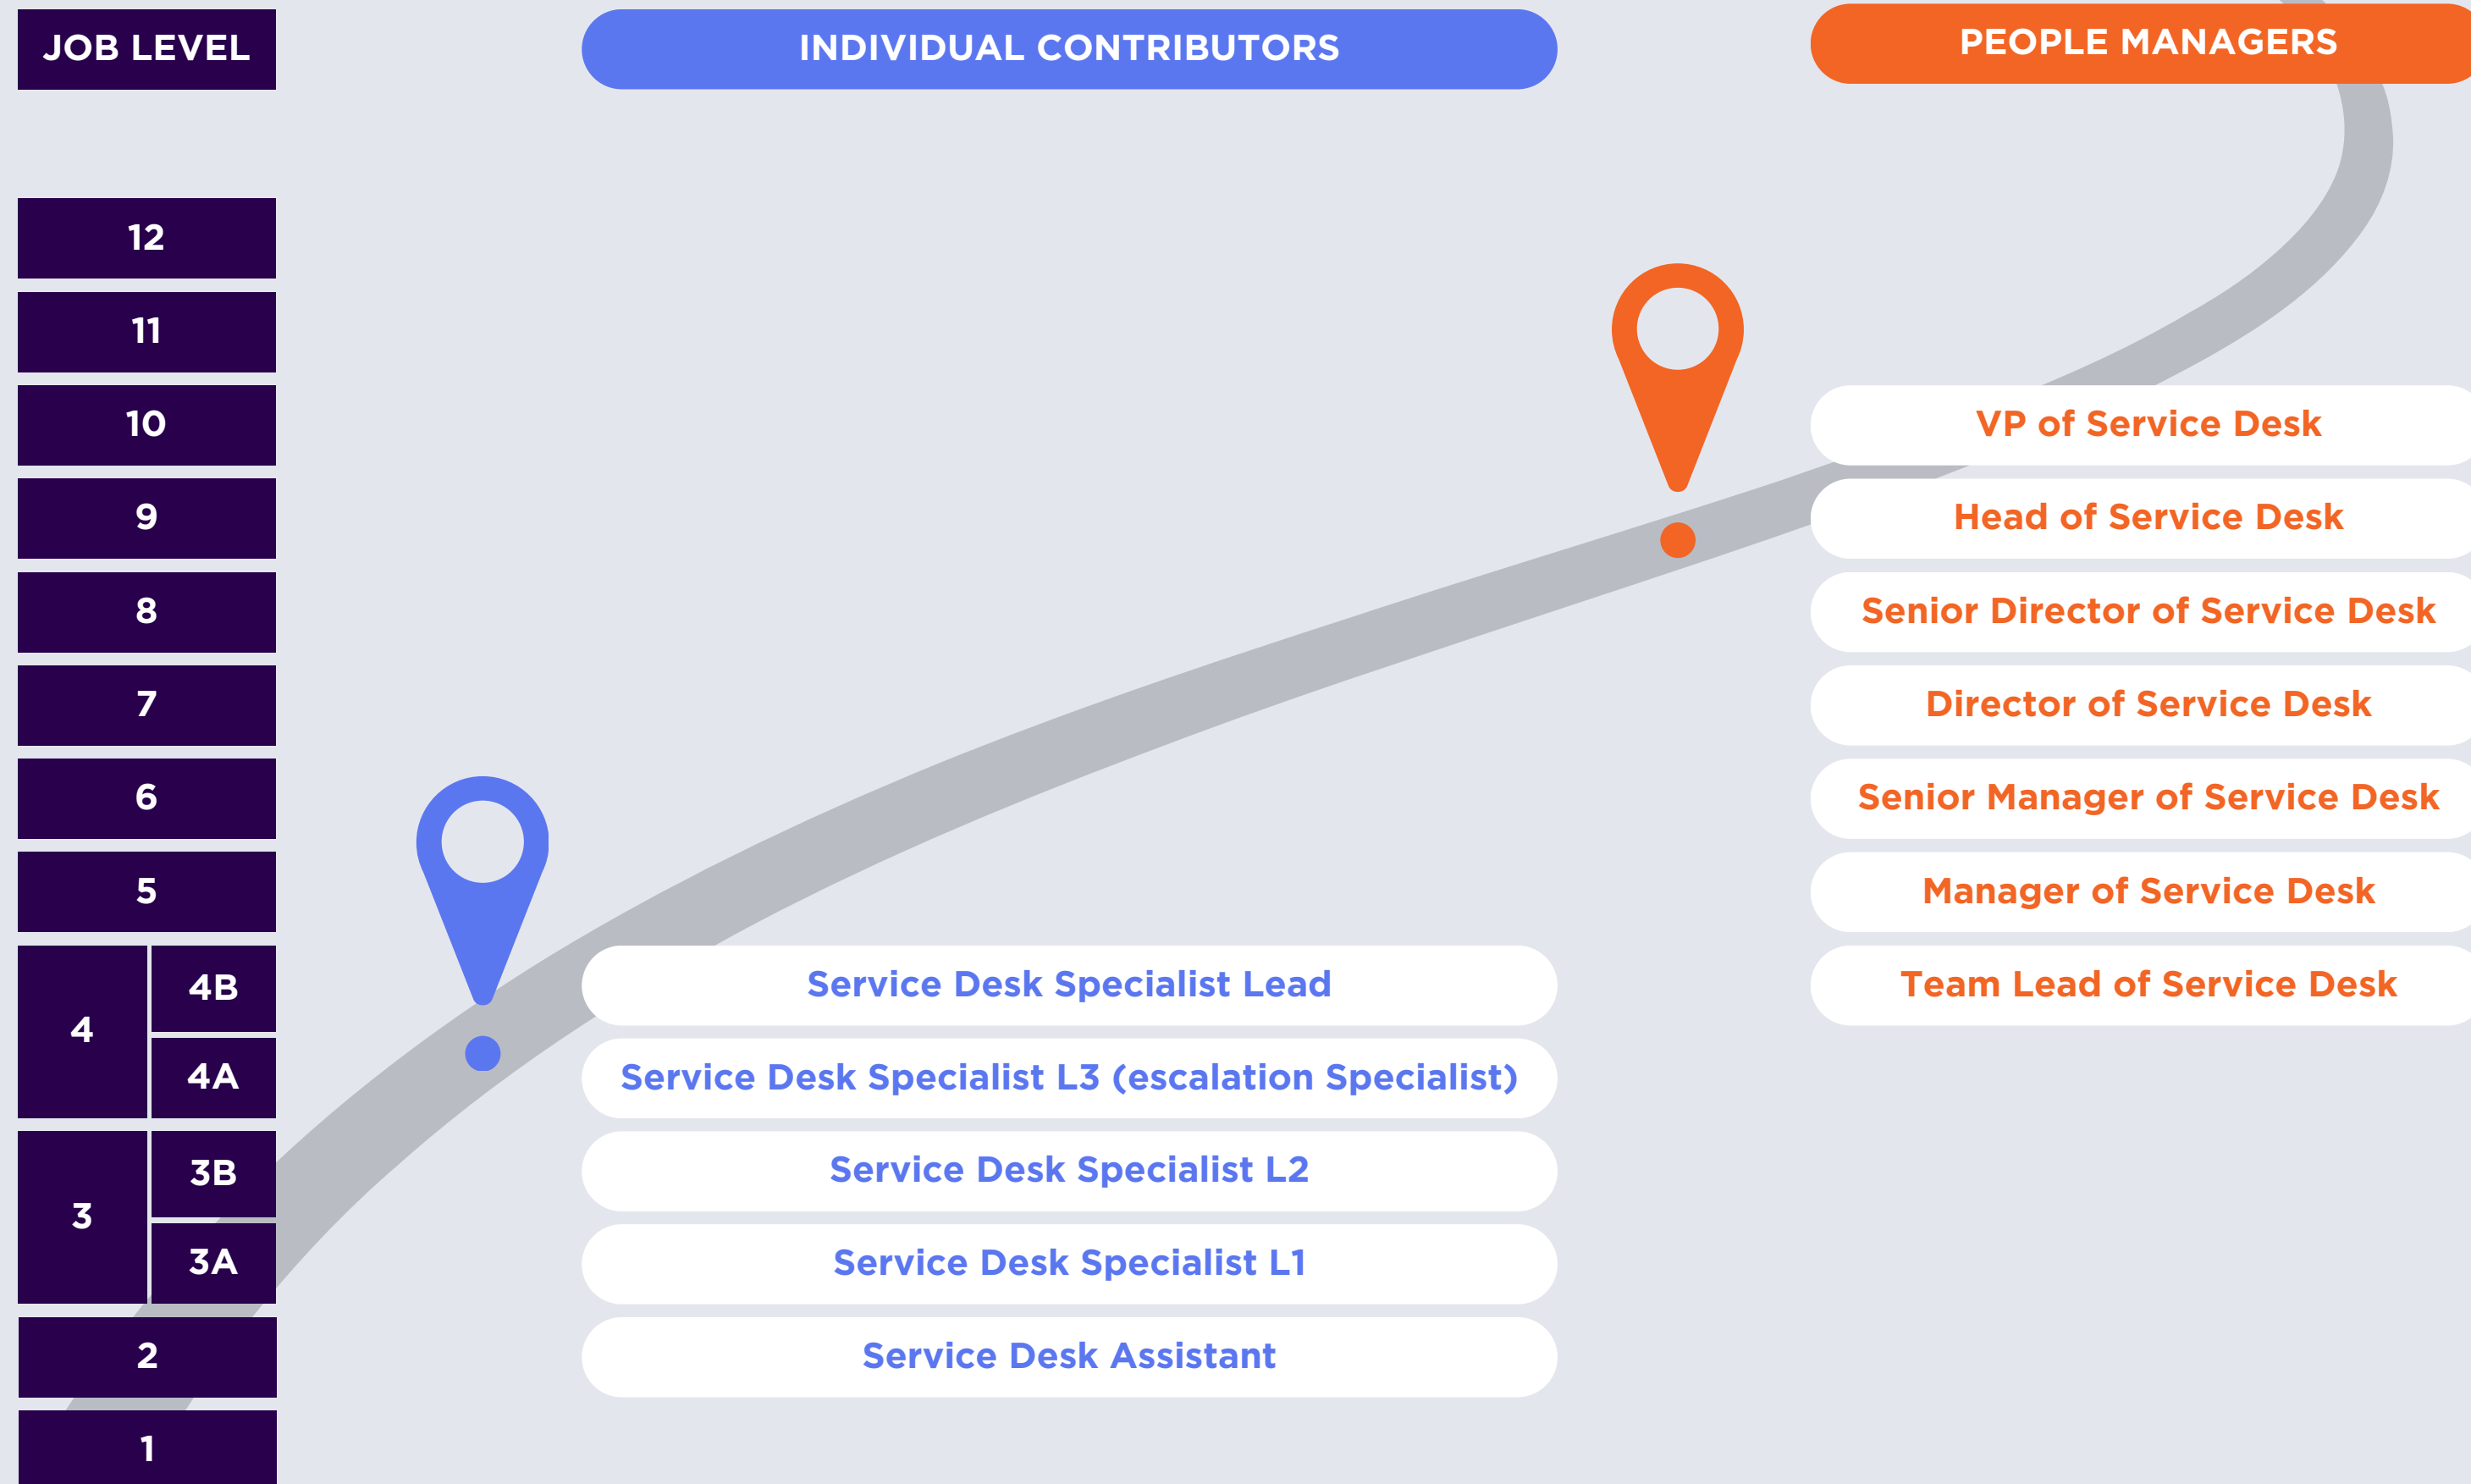 JOB LEVEL
INDIVIDUAL CONTRIBUTORS
PEOPLE MANAGERS
12
11
10
VP of Service Desk
9
Head of Service Desk
8
Senior Director of Service Desk
7
Director of Service Desk
6
Senior Manager of Service Desk
5
Manager of Service Desk
4
4B
Service Desk Specialist Lead
Team Lead of Service Desk
4A
Service Desk Specialist L3 (escalation Specialist)
3
3B
Service Desk Specialist L2
3A
Service Desk Specialist L1
2
Service Desk Assistant
1